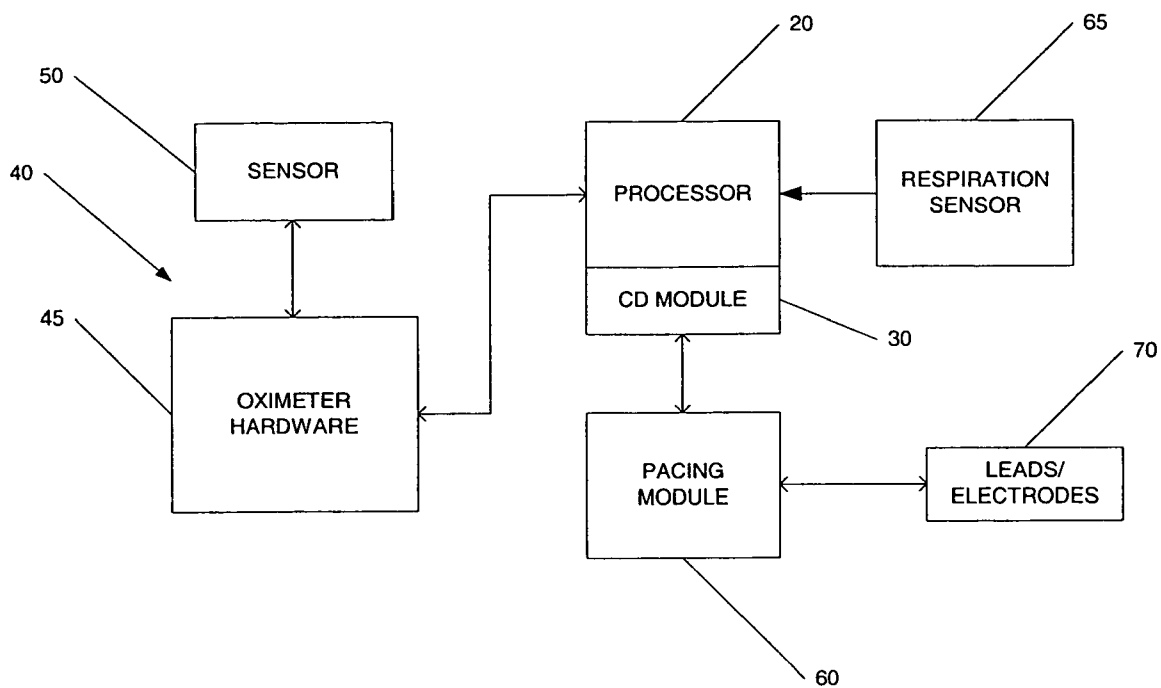 20
65
50
SENSOR
40
PROCESSOR
RESPIRATION
SENSOR
CD MODULE
45
30
OXIMETER
HARDWARE
70
PACING
MODULE
LEADS/
ELECTRODES
60